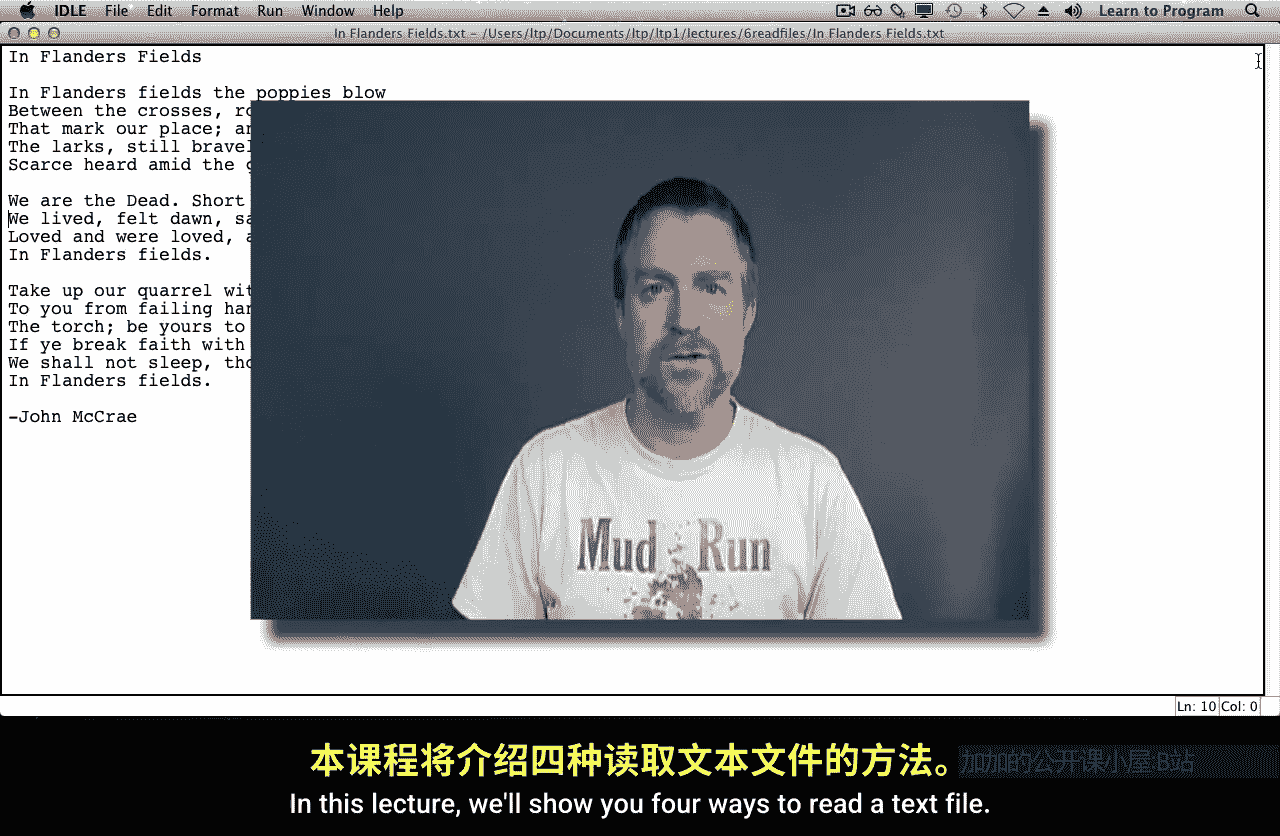 IDLE File Edit Format Run Window Help Learn to Program
In Flanders Fields.txt - /Users/ltp/Documents/ltp/ltp1/lectures/6readfiles/In Flanders Fields.txt
In Flanders Fields
In Flanders fields the poppies blow
Between the crosses,
That mark our place;
The larks, still
Scarce heard amid the
We are the Dead. Short
We lived, felt dawn,
Loved and were loved,
In Flanders fields.
Take up our quarrel
To you from failing
The torch; be yours to
If ye break faith with
We shall not sleep,
In Flanders fields.
-John McCrae
Mud Run
Ln: 10 Col: 0
本课程将介绍四种读取文本文件的方法。
加加的公开课小屋 B站
In this lecture, we'll show you four ways to read a text file.